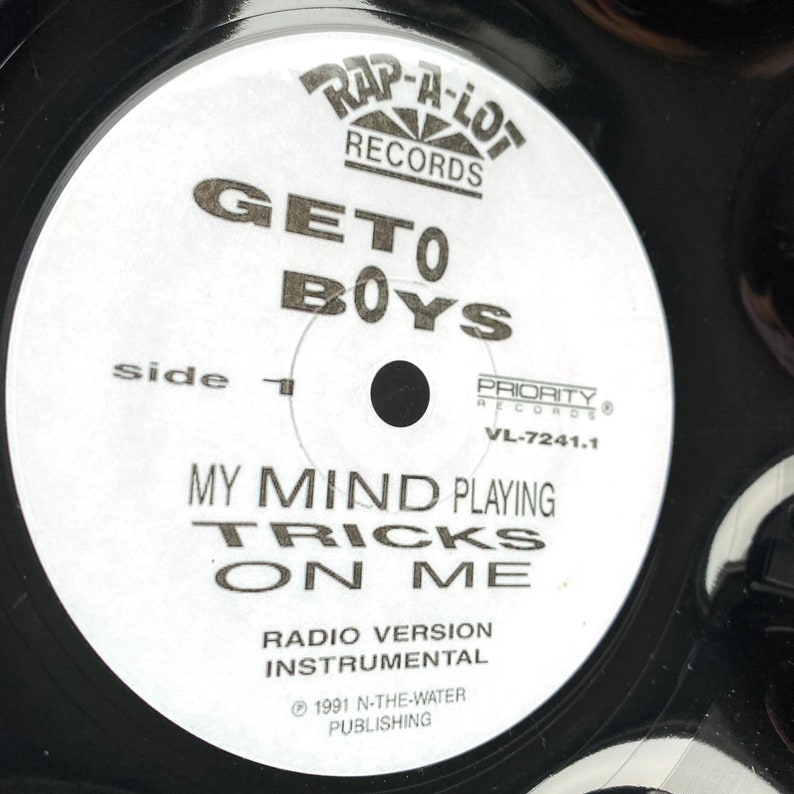 RAP-A-LOT
RECORDS
GETO
BOYS
side 1
PRIORITY
RECORDS ®
VL-7241.1
MY MIND PLAYING
TRICKS
ON ME
RADIO VERSION
INSTRUMENTAL
℗ 1991 N-THE-WATER
PUBLISHING